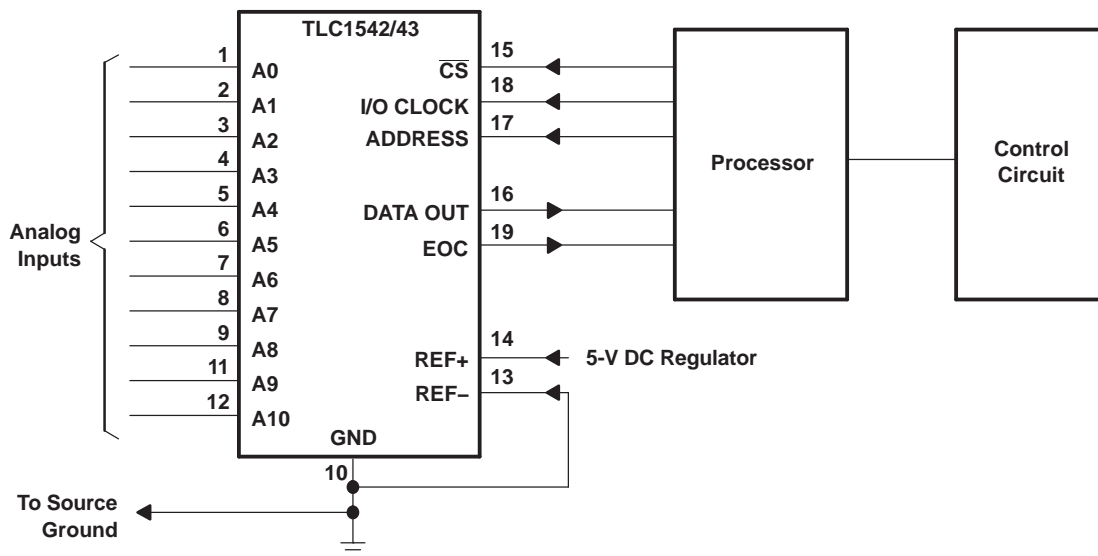 TLC1542/43
Analog
Inputs
1 A0
2 A1
3 A2
4 A3
5 A4
6 A5
7 A6
8 A7
9 A8
11 A9
12 A10
CS 15
I/O CLOCK 18
ADDRESS 17
DATA OUT 16
EOC 19
REF+ 14 5-V DC Regulator
REF– 13
GND
10
To Source
Ground
Processor
Control
Circuit